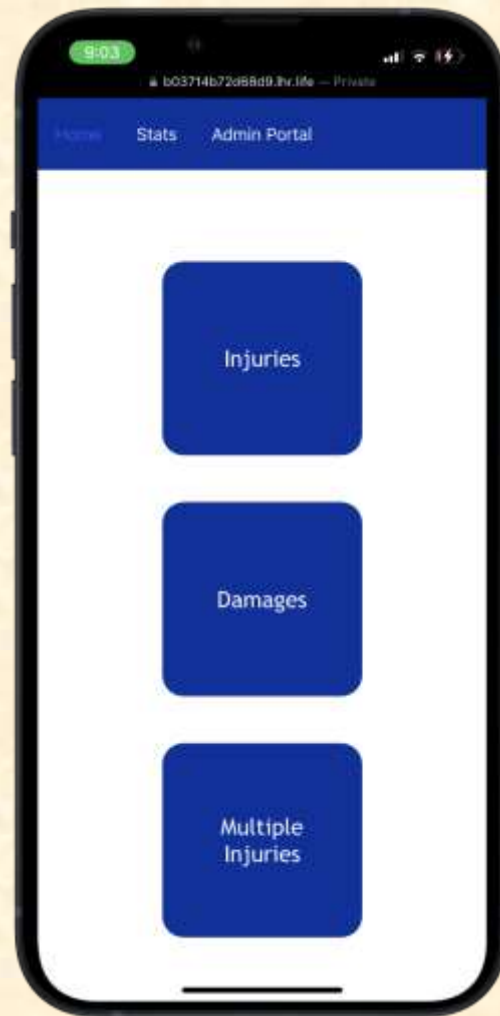 9:03
b03714b72d68d9.lhr.life — Private
Home Stats Admin Portal
Injuries
Damages
Multiple
Injuries